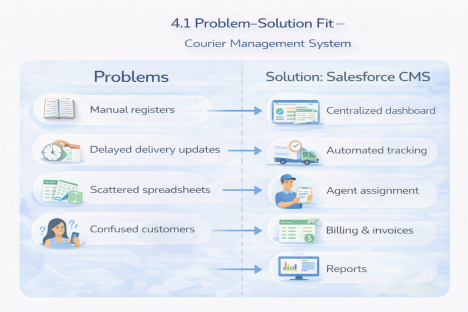 4.1 Problem–Solution Fit –
Courier Management System
Problems
Solution: Salesforce CMS
Manual registers
Centralized dashboard
Delayed delivery updates
Automated tracking
Scattered spreadsheets
Agent assignment
Confused customers
Billing & invoices
Reports